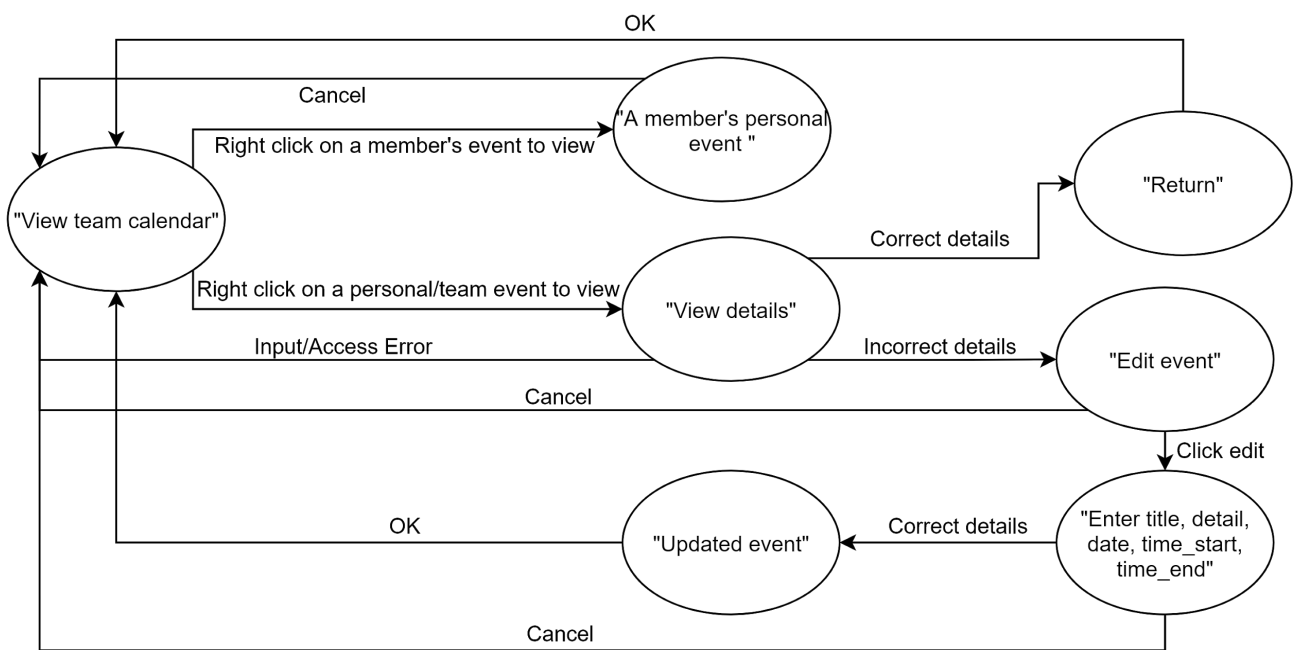 OK
Cancel
"A member's personal
event "
Right click on a member's event to view
"Return"
"View team calendar"
Correct details
Right click on a personal/team event to view
"View details"
Input/Access Error
Incorrect details
"Edit event"
Cancel
Click edit
OK
"Updated event"
Correct details
"Enter title, detail,
date, time_start,
time_end"
Cancel